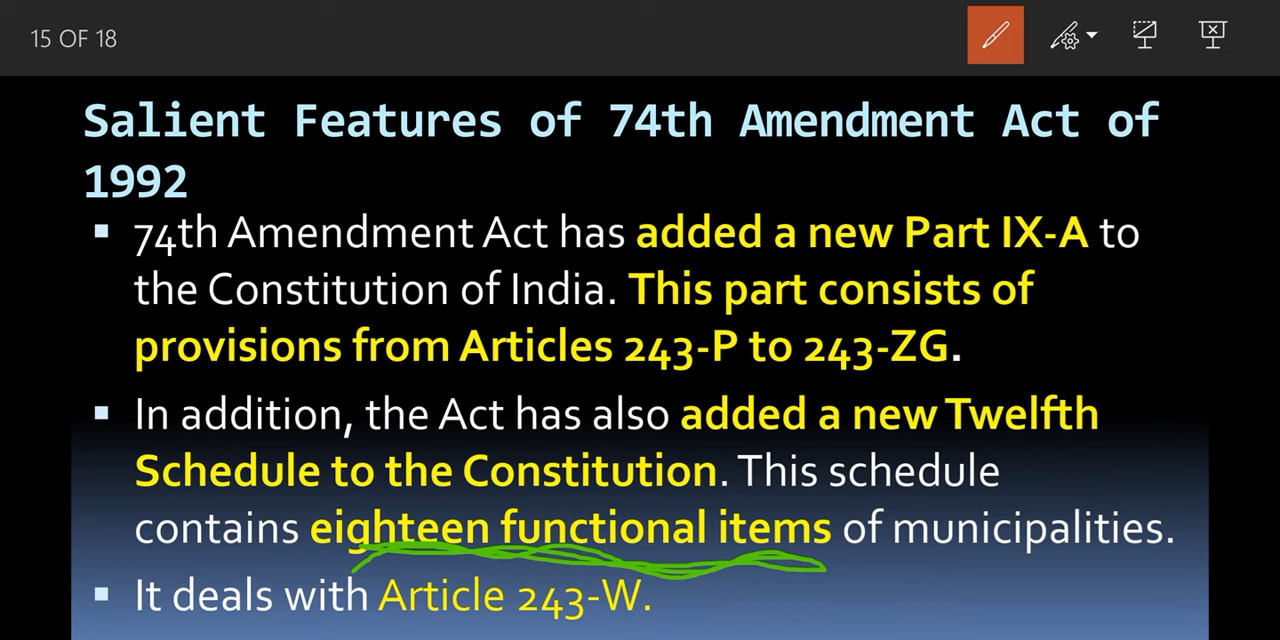 15 OF 18
Salient Features of 74th Amendment Act of
1992
▪ 74th Amendment Act has added a new Part IX-A to
the Constitution of India. This part consists of
provisions from Articles 243-P to 243-ZG.
▪ In addition, the Act has also added a new Twelfth
Schedule to the Constitution. This schedule
contains eighteen functional items of municipalities.
▪ It deals with Article 243-W.